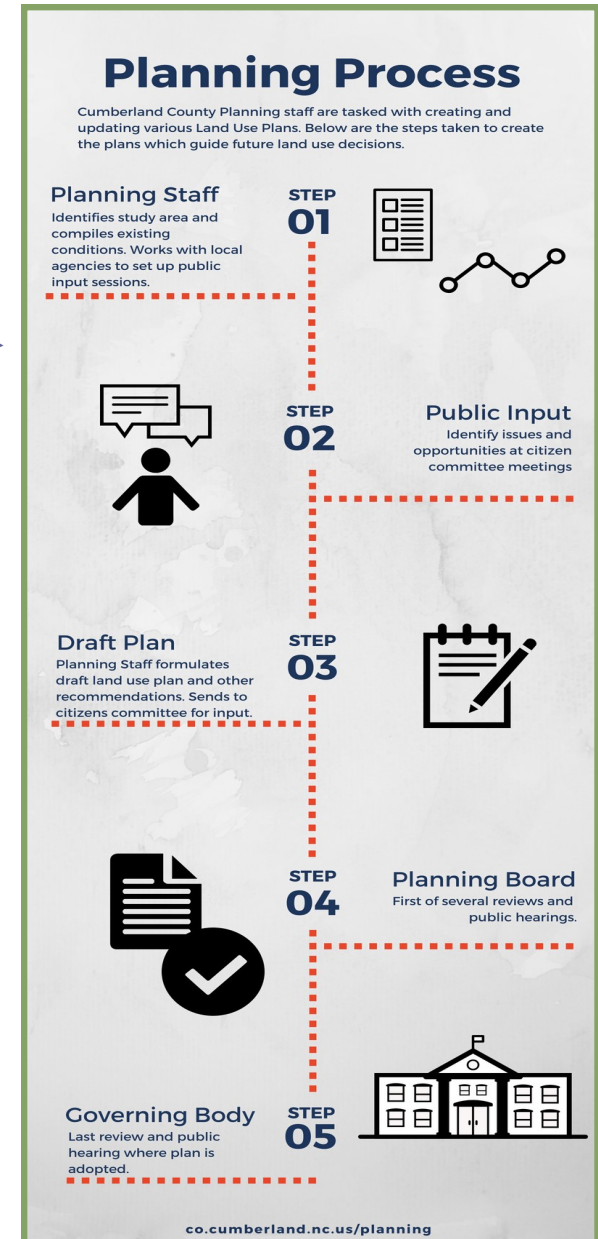 Planning Process
Cumberland County Planning staff are tasked with creating and
updating various Land Use Plans. Below are the steps taken to create
the plans which guide future land use decisions.
Planning Staff
Identifies study area and
compiles existing
conditions. Works with local
agencies to set up public
input sessions.
STEP
01
STEP
02
Public Input
Identify issues and
opportunities at citizen
committee meetings
Draft Plan
Planning Staff formulates
draft land use plan and other
recommendations. Sends to
citizens committee for input.
STEP
03
STEP
04
Planning Board
First of several reviews and
public hearings.
Governing Body
Last review and public
hearing where plan is
adopted.
STEP
05
co.cumberland.nc.us/planning